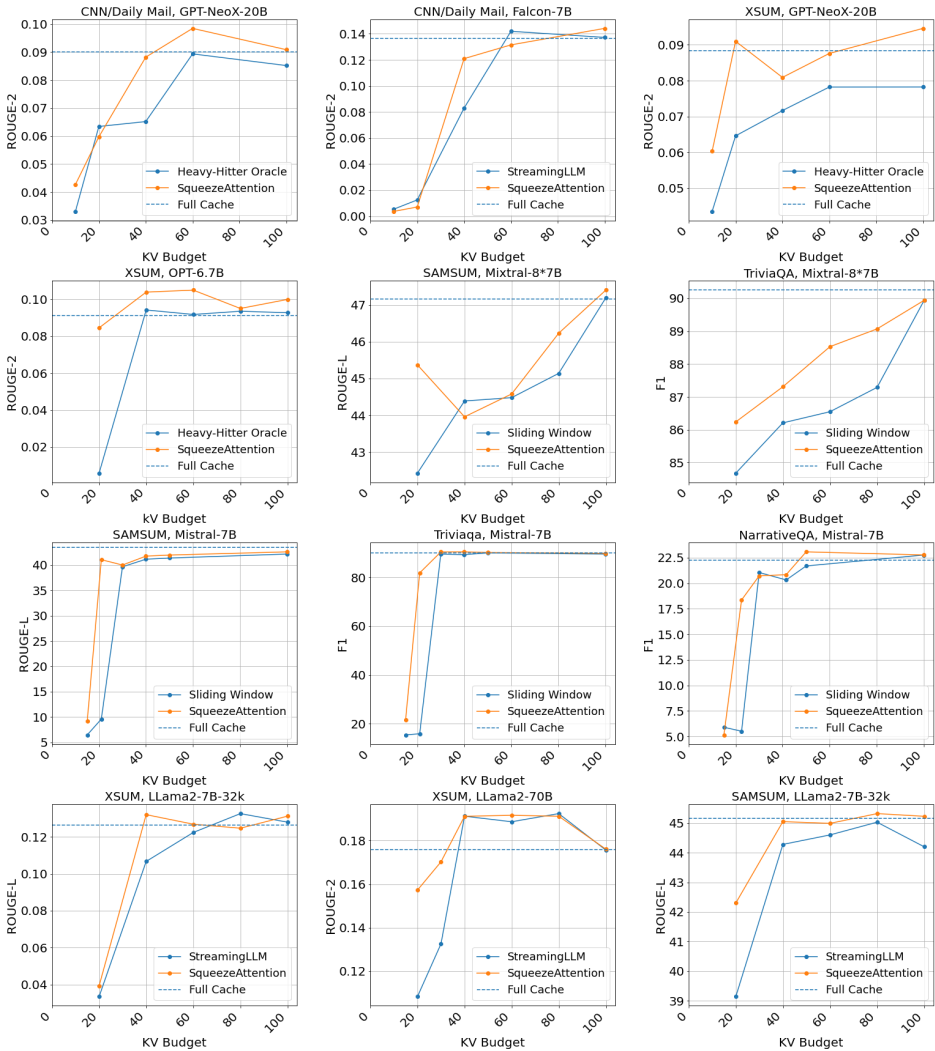 CNN/Daily Mail, GPT-NeoX-20B
0.10
0.09
0.08
0.07
0.06
0.05
0.04
0.03
ROUGE-2
Heavy-Hitter Oracle
SqueezeAttention
Full Cache
0
20
40
60
80
100
KV Budget
CNN/Daily Mail, Falcon-7B
0.14
0.12
0.10
0.08
0.06
0.04
0.02
0.00
ROUGE-2
StreamingLLM
SqueezeAttention
Full Cache
0
20
40
60
80
100
KV Budget
XSUM, GPT-NeoX-20B
0.09
0.08
0.07
0.06
0.05
ROUGE-2
Heavy-Hitter Oracle
SqueezeAttention
Full Cache
0
20
40
60
80
100
KV Budget
XSUM, OPT-6.7B
0.10
0.08
0.06
0.04
0.02
ROUGE-2
Heavy-Hitter Oracle
SqueezeAttention
Full Cache
0
20
40
60
80
100
kV Budget
SAMSUM, Mixtral-8*7B
47
46
45
44
43
ROUGE-L
Sliding Window
SqueezeAttention
Full Cache
0
20
40
60
80
100
KV Budget
TriviaQA, Mixtral-8*7B
90
89
88
87
86
85
F1
Sliding Window
SqueezeAttention
Full Cache
0
20
40
60
80
100
KV Budget
SAMSUM, Mistral-7B
40
35
30
25
20
15
10
5
ROUGE-L
Sliding Window
SqueezeAttention
Full Cache
0
20
40
60
80
100
KV Budget
Triviaqa, Mistral-7B
80
60
40
20
F1
Sliding Window
SqueezeAttention
Full Cache
0
20
40
60
80
100
KV Budget
NarrativeQA, Mistral-7B
22.5
20.0
17.5
15.0
12.5
10.0
7.5
5.0
F1
Sliding Window
SqueezeAttention
Full Cache
0
20
40
60
80
100
KV Budget
XSUM, LLama2-7B-32k
0.12
0.10
0.08
0.06
0.04
ROUGE-L
StreamingLLM
SqueezeAttention
Full Cache
0
20
40
60
80
100
KV Budget
XSUM, LLama2-70B
0.18
0.16
0.14
0.12
ROUGE-2
StreamingLLM
SqueezeAttention
Full Cache
0
20
40
60
80
100
KV Budget
SAMSUM, LLama2-7B-32k
45
44
43
42
41
40
39
ROUGE-L
StreamingLLM
SqueezeAttention
Full Cache
0
20
40
60
80
100
KV Budget